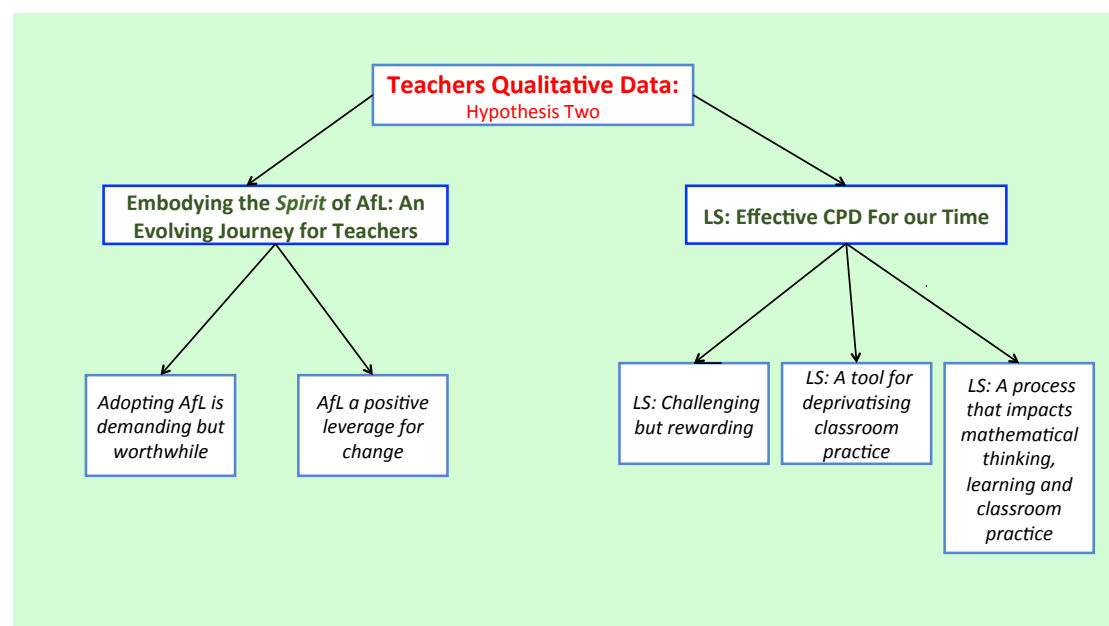 Teachers Qualitative Data:
Hypothesis Two
Embodying the Spirit of AfL: An
Evolving Journey for Teachers
LS: Effective CPD For our Time
Adopting AfL is
demanding but
worthwhile
AfL a positive
leverage for
change
LS: Challenging
but rewarding
LS: A tool for
deprivatising
classroom
practice
LS: A process
that impacts
mathematical
thinking,
learning and
classroom
practice